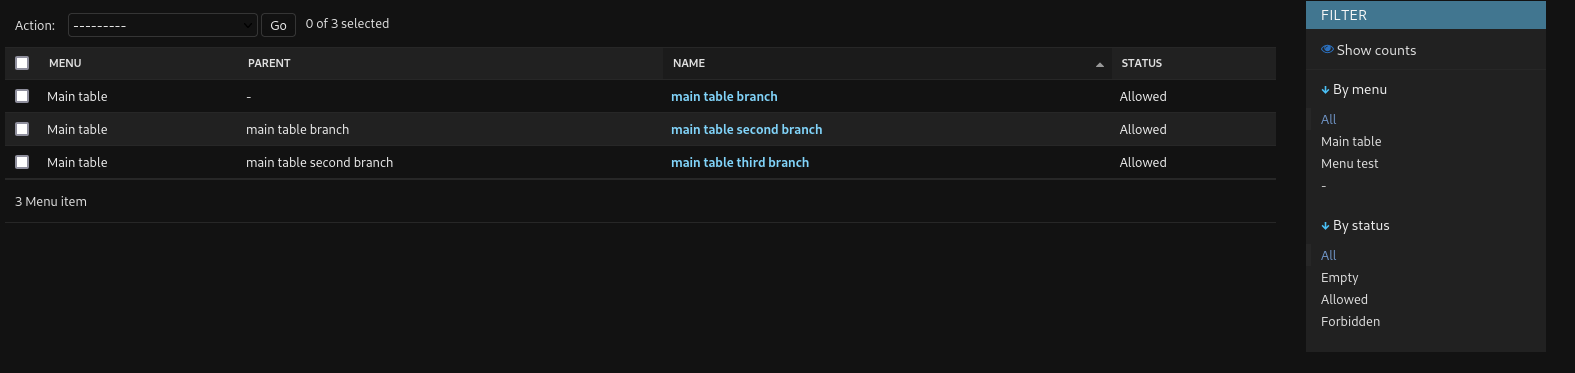 Action: --------- Go 0 of 3 selected
MENU PARENT NAME STATUS
Main table - main table branch Allowed
Main table main table branch main table second branch Allowed
Main table main table second branch main table third branch Allowed
3 Menu item
FILTER
Show counts
↓ By menu
All
Main table
Menu test
-
↓ By status
All
Empty
Allowed
Forbidden